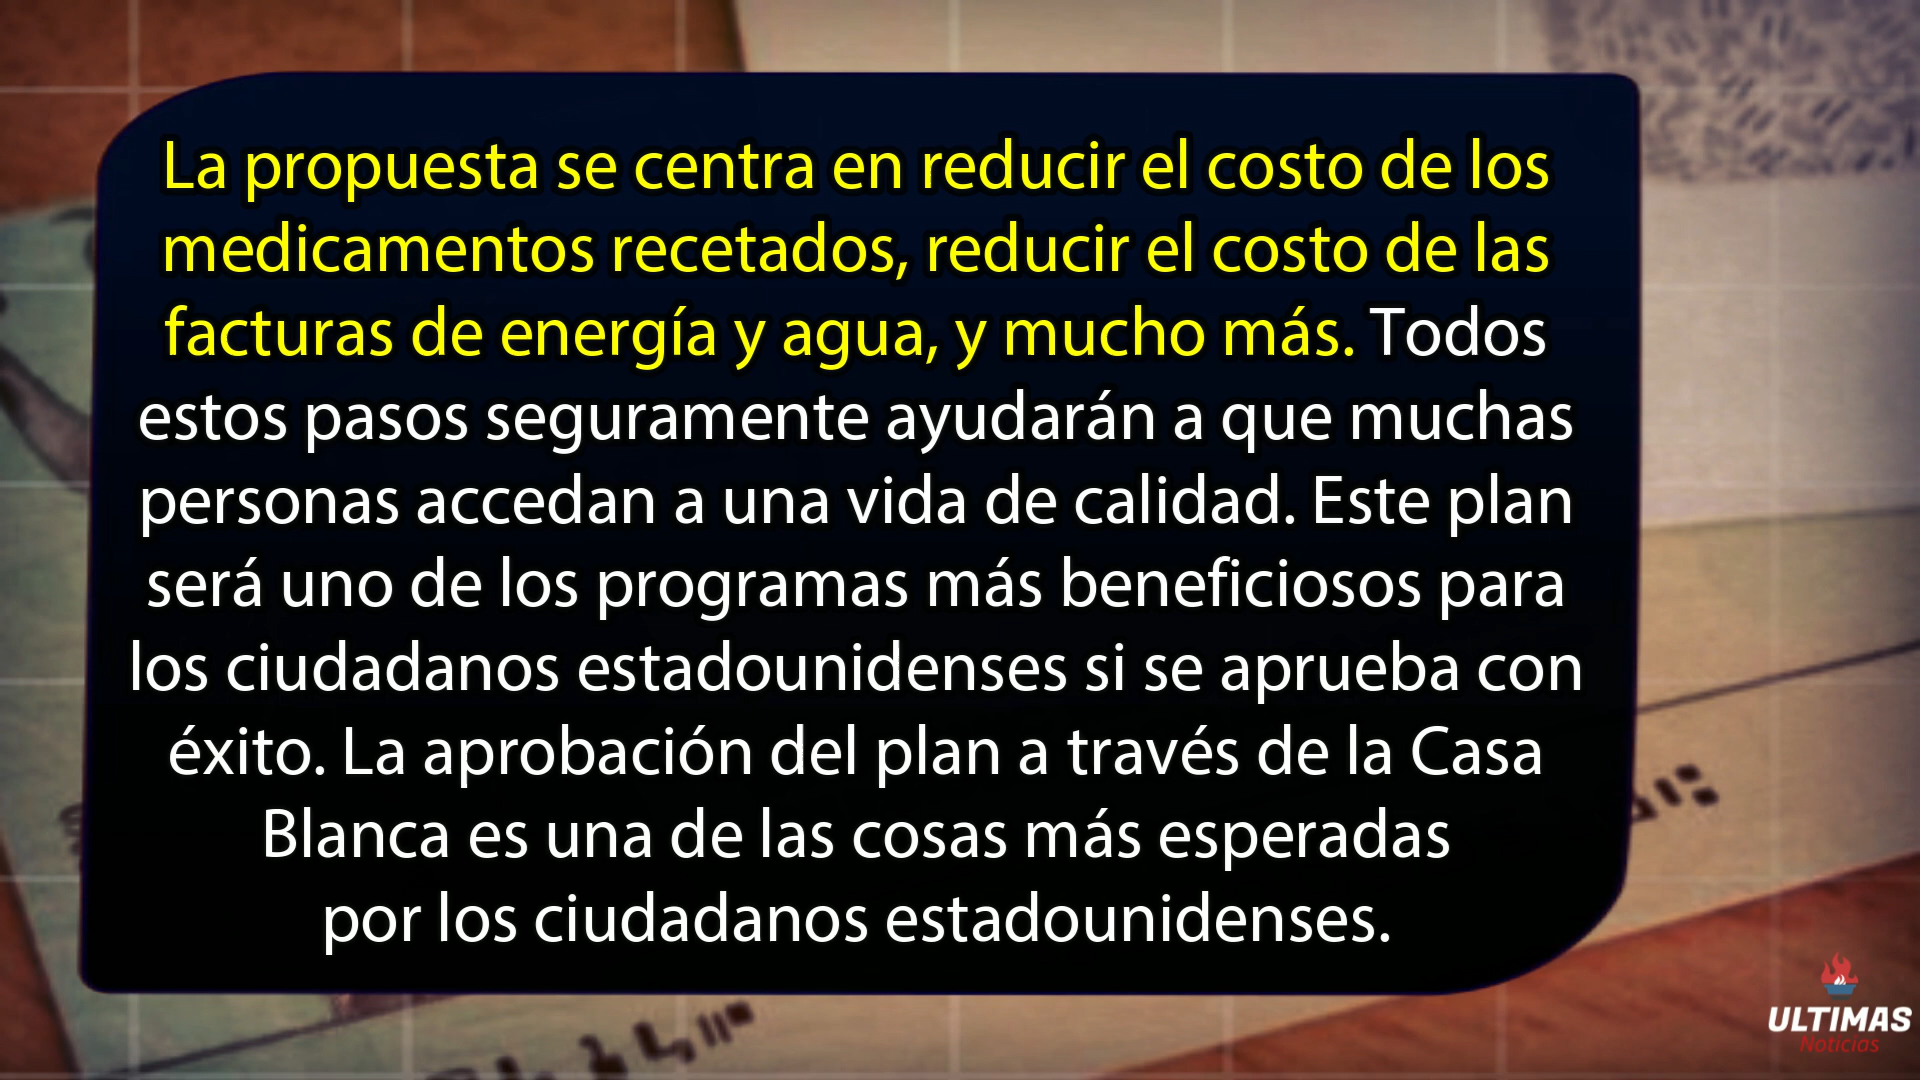 La propuesta se centra en reducir el costo de los
medicamentos recetados, reducir el costo de las
facturas de energía y agua, y mucho más. Todos
estos pasos seguramente ayudarán a que muchas
personas accedan a una vida de calidad. Este plan
será uno de los programas más beneficiosos para
los ciudadanos estadounidenses si se aprueba con
éxito. La aprobación del plan a través de la Casa
Blanca es una de las cosas más esperadas
por los ciudadanos estadounidenses.
ULTIMAS
Noticias